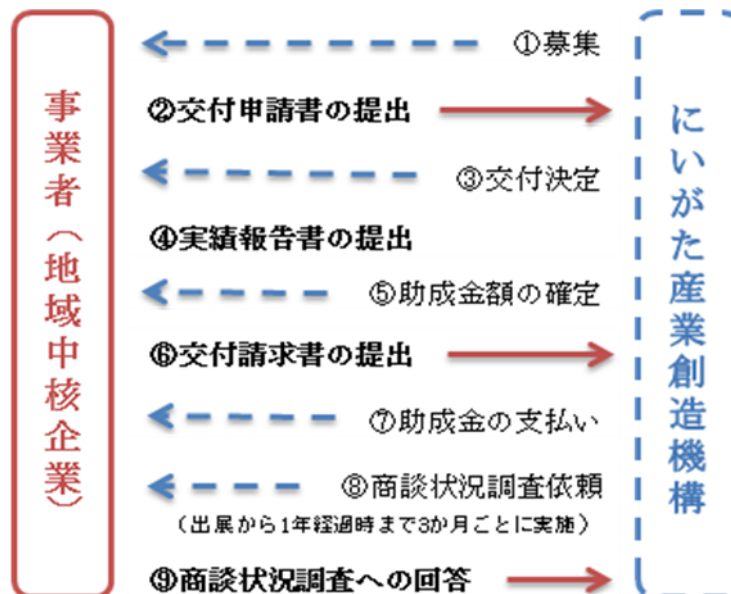 事業者（地域中核企業）
①募集
②交付申請書の提出
③交付決定
④実績報告書の提出
⑤助成金額の確定
⑥交付請求書の提出
⑦助成金の支払い
⑧商談状況調査依頼
（出展から1年経過時まで3か月ごとに実施）
⑨商談状況調査への回答
にいがた産業創造機構